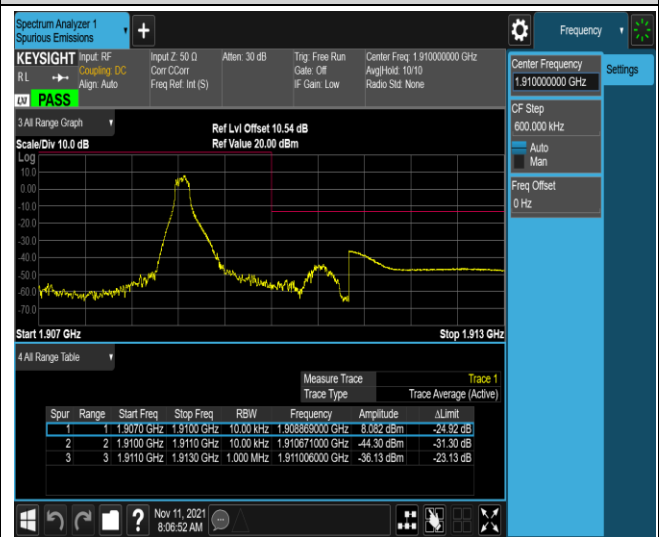 Spectrum Analyzer 1
Spurious Emissions
Frequency
KEYSIGHT Input: RF Input Z: 50 Ω Atten: 30 dB Trig: Free Run Center Freq: 1.910000000 GHz
R L Coupling: DC Corr CCorr Gate: Off Avg|Hold: 10/10
Align: Auto Freq Ref: Int (S) IF Gain: Low Radio Std: None
LXI PASS
Center Frequency
1.910000000 GHz
Settings
CF Step
600.000 kHz
Auto
Man
Freq Offset
0 Hz
3 All Range Graph
Ref Lvl Offset 10.54 dB
Scale/Div 10.0 dB Ref Value 20.00 dBm
Log
10.0
0.00
-10.0
-20.0
-30.0
-40.0
-50.0
-60.0
-70.0
Start 1.907 GHz Stop 1.913 GHz
4 All Range Table
Measure Trace Trace 1
Trace Type Trace Average (Active)
Spur Range Start Freq Stop Freq RBW Frequency Amplitude ΔLimit
1 1 1.9070 GHz 1.9100 GHz 10.00 kHz 1.908869000 GHz 8.082 dBm -24.92 dB
2 2 1.9100 GHz 1.9110 GHz 10.00 kHz 1.910671000 GHz -44.30 dBm -31.30 dB
3 3 1.9110 GHz 1.9130 GHz 1.000 MHz 1.911006000 GHz -36.13 dBm -23.13 dB
Nov 11, 2021
8:06:52 AM